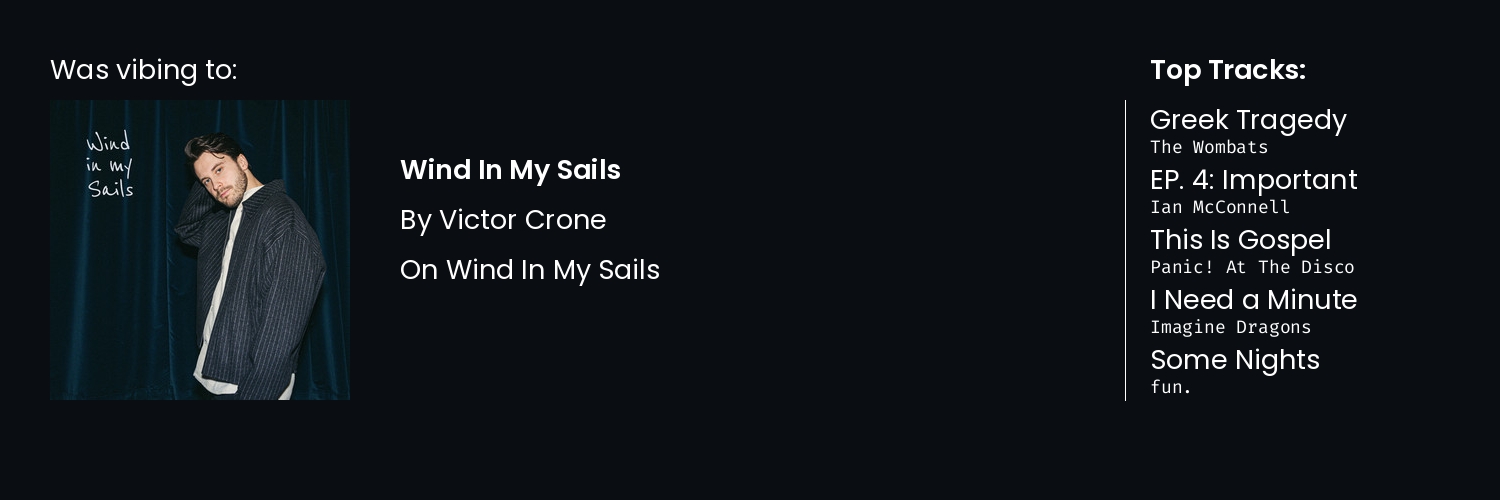 Was vibing to:
Wind
in my
Sails
Wind In My Sails
By Victor Crone
On Wind In My Sails
Top Tracks:
Greek Tragedy
The Wombats
EP. 4: Important
Ian McConnell
This Is Gospel
Panic! At The Disco
I Need a Minute
Imagine Dragons
Some Nights
fun.